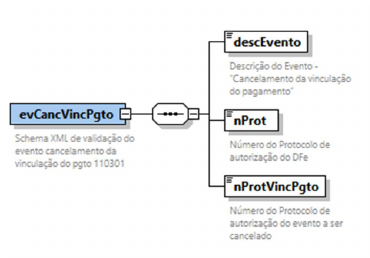 evCancVincPgto
Schema XML de validação do
evento cancelamento da
vinculação do pgto 110301
descEvento
Descrição do Evento -
"Cancelamento da vinculação
do pagamento"
nProt
Número do Protocolo de
autorização do DFe
nProtVincPgto
Número do Protocolo de
autorização do evento a ser
cancelado